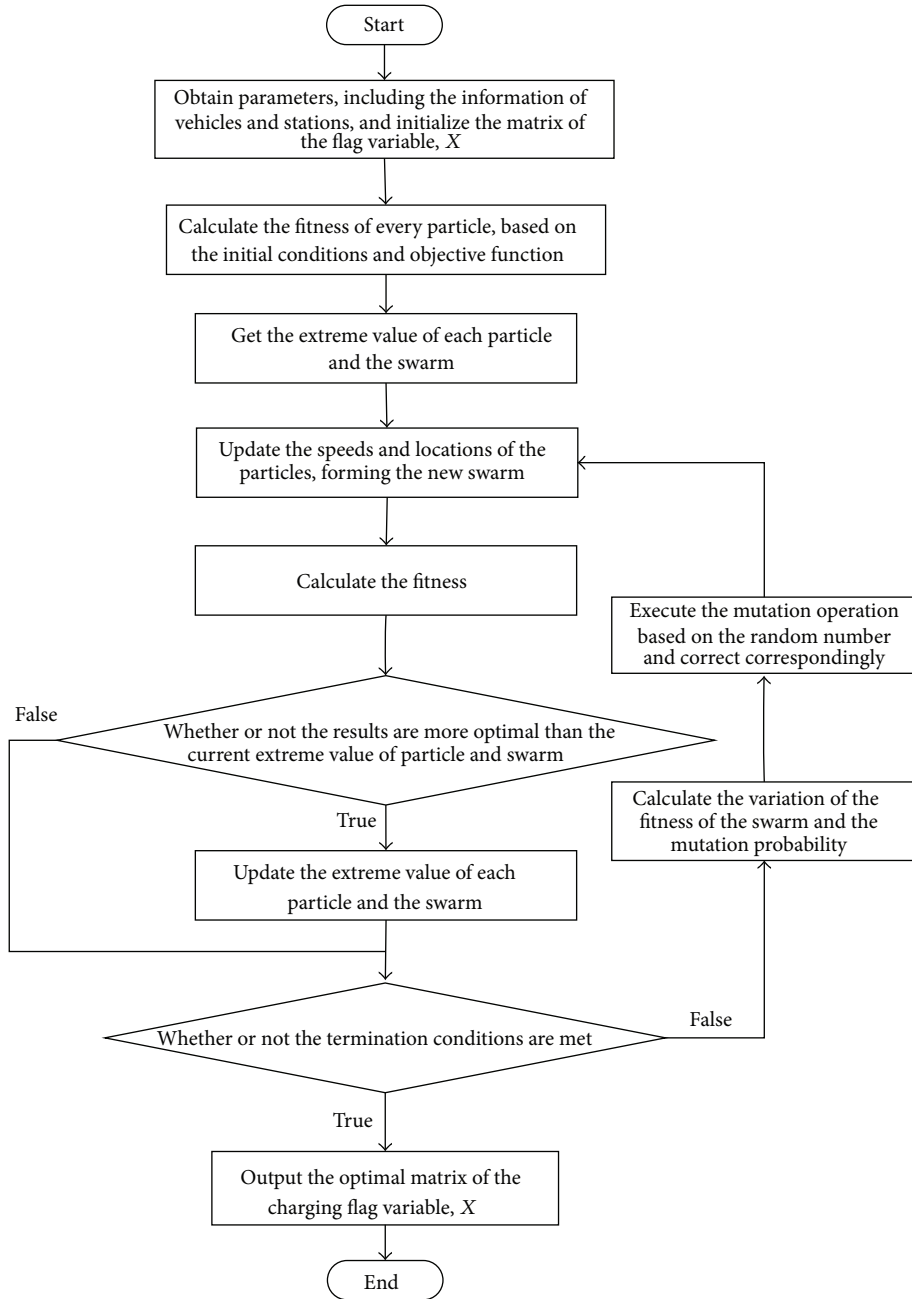 Start
Obtain parameters, including the information of
vehicles and stations, and initialize the matrix of
the flag variable, X
Calculate the fitness of every particle, based on
the initial conditions and objective function
Get the extreme value of each particle
and the swarm
Update the speeds and locations of the
particles, forming the new swarm
Calculate the fitness
Execute the mutation operation
based on the random number
and correct correspondingly
False
Whether or not the results are more optimal than the
current extreme value of particle and swarm
True
Calculate the variation of the
fitness of the swarm and the
mutation probability
Update the extreme value of each
particle and the swarm
Whether or not the termination conditions are met
False
True
Output the optimal matrix of the
charging flag variable, X
End